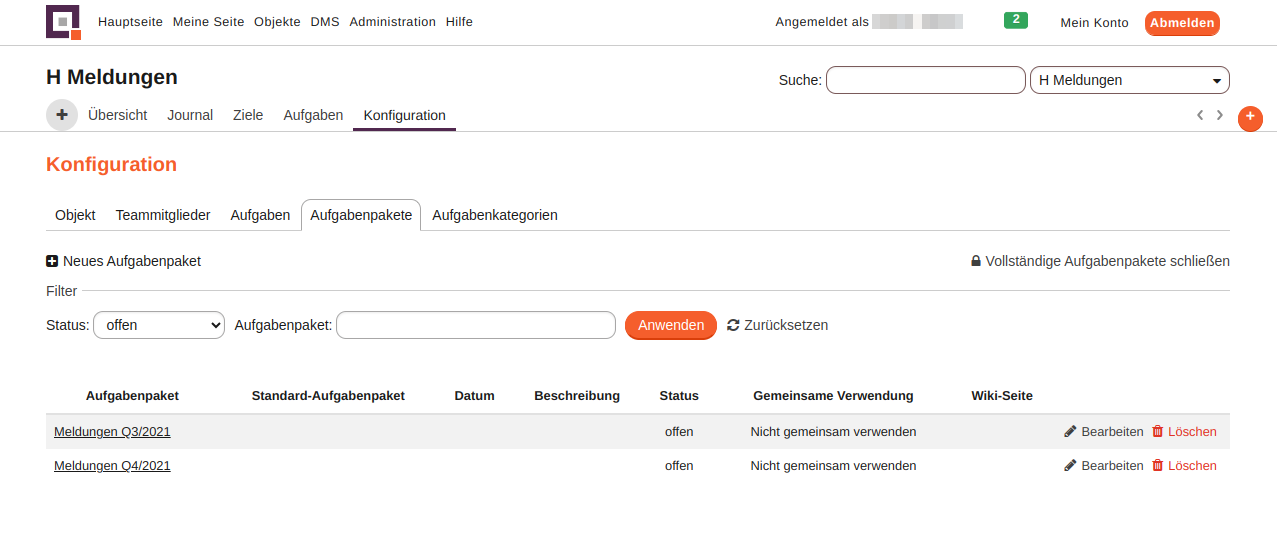 Hauptseite Meine Seite Objekte DMS Administration Hilfe Angemeldet als 2 Mein Konto Abmelden
H Meldungen Suche: H Meldungen
+ Übersicht Journal Ziele Aufgaben Konfiguration < > +
Konfiguration
Objekt Teammitglieder Aufgaben Aufgabenpakete Aufgabenkategorien
Neues Aufgabenpaket Vollständige Aufgabenpakete schließen
Filter
Status: offen Aufgabenpaket: Anwenden Zurücksetzen
Aufgabenpaket Standard-Aufgabenpaket Datum Beschreibung Status Gemeinsame Verwendung Wiki-Seite
Meldungen Q3/2021 offen Nicht gemeinsam verwenden Bearbeiten Löschen
Meldungen Q4/2021 offen Nicht gemeinsam verwenden Bearbeiten Löschen